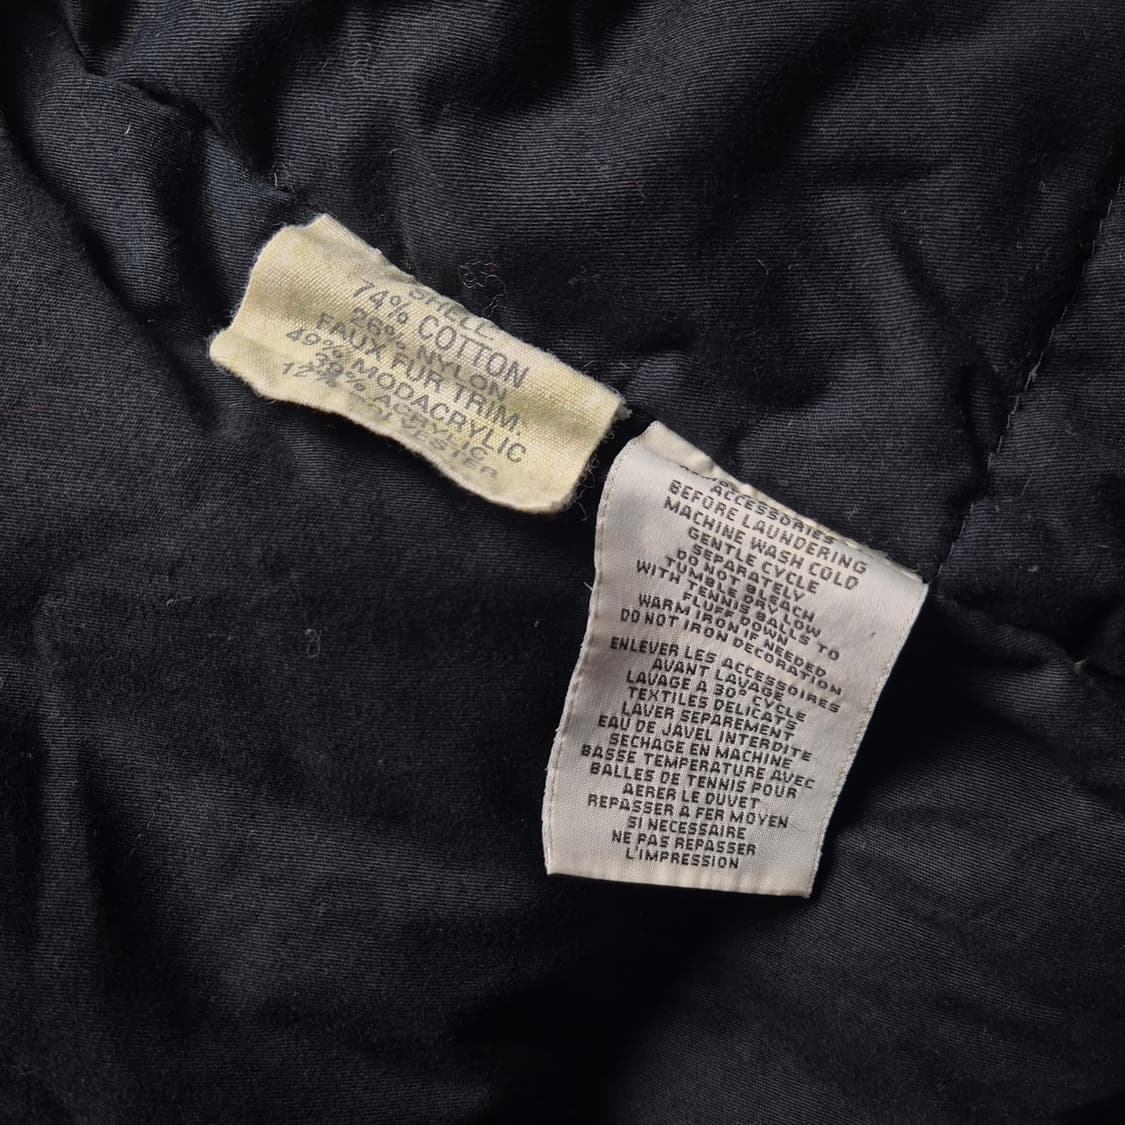 SHELL:
74% COTTON
26% NYLON
FAUX FUR TRIM:
49% MODACRYLIC
39% ACRYLIC
12% POLYESTER
ACCESSORIES
BEFORE LAUNDERING
MACHINE WASH COLD
GENTLE CYCLE
SEPARATELY
DO NOT BLEACH
TUMBLE DRY LOW
WITH TENNIS BALLS TO
FLUFF DOWN
WARM IRON IF NEEDED
DO NOT IRON DECORATION
ENLEVER LES ACCESSOIRES
AVANT LAVAGE
LAVAGE A 30° CYCLE
TEXTILES DELICATS
LAVER SEPAREMENT
EAU DE JAVEL INTERDITE
SECHAGE EN MACHINE
BASSE TEMPERATURE AVEC
BALLES DE TENNIS POUR
AERER LE DUVET
REPASSER A FER MOYEN
SI NECESSAIRE
NE PAS REPASSER
L'IMPRESSION